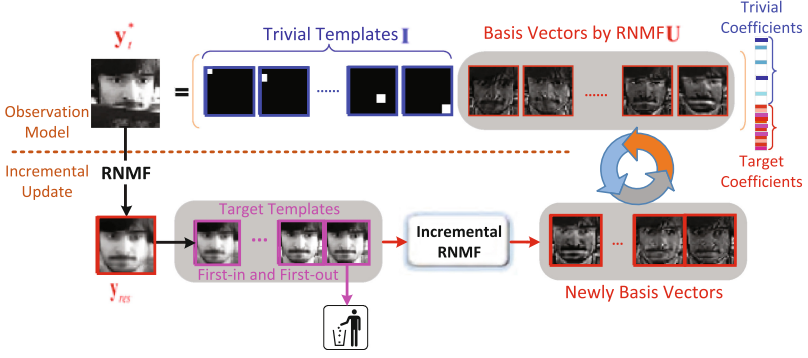 y*t
Trivial Templates I
Basis Vectors by RNMF U
Trivial
Coefficients
=
......
......
Observation
Model
Incremental
Update
RNMF
Target
Coefficients
Target Templates
...
First-in and First-out
Incremental
RNMF
...
yres
Newly Basis Vectors